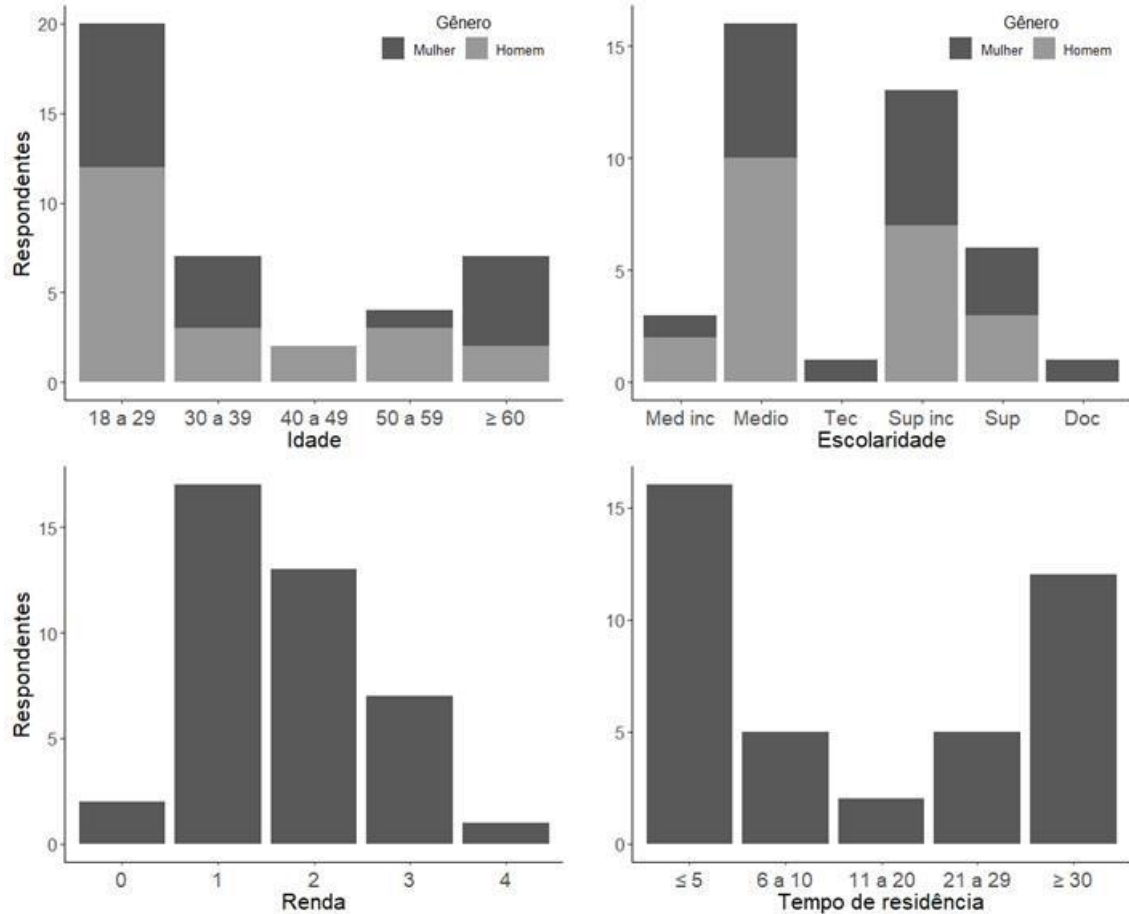 Gênero
Mulher Homem
20
15
10
5
0
Respondentes
18 a 29 30 a 39 40 a 49 50 a 59 ≥ 60
Idade
Gênero
Mulher Homem
15
10
5
0
Med inc Medio Tec Sup inc Sup Doc
Escolaridade
15
10
5
0
Respondentes
0 1 2 3 4
Renda
15
10
5
0
≤ 5 6 a 10 11 a 20 21 a 29 ≥ 30
Tempo de residência